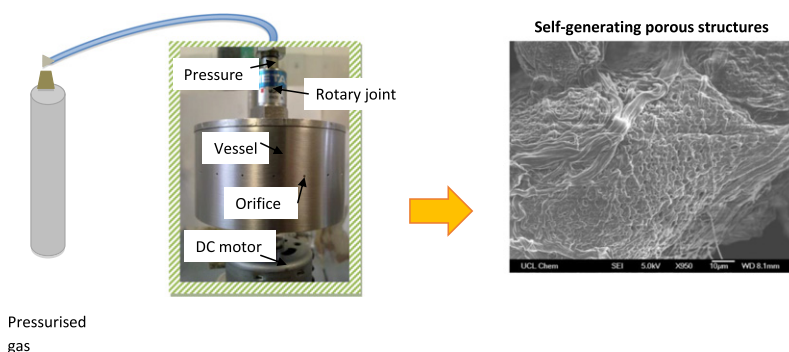 Self-generating porous structures
Pressure
Rotary joint
Vessel
Orifice
DC motor
UCL Chem SEI 5.0kV X950 10μm WD 8.1mm
Pressurised
gas